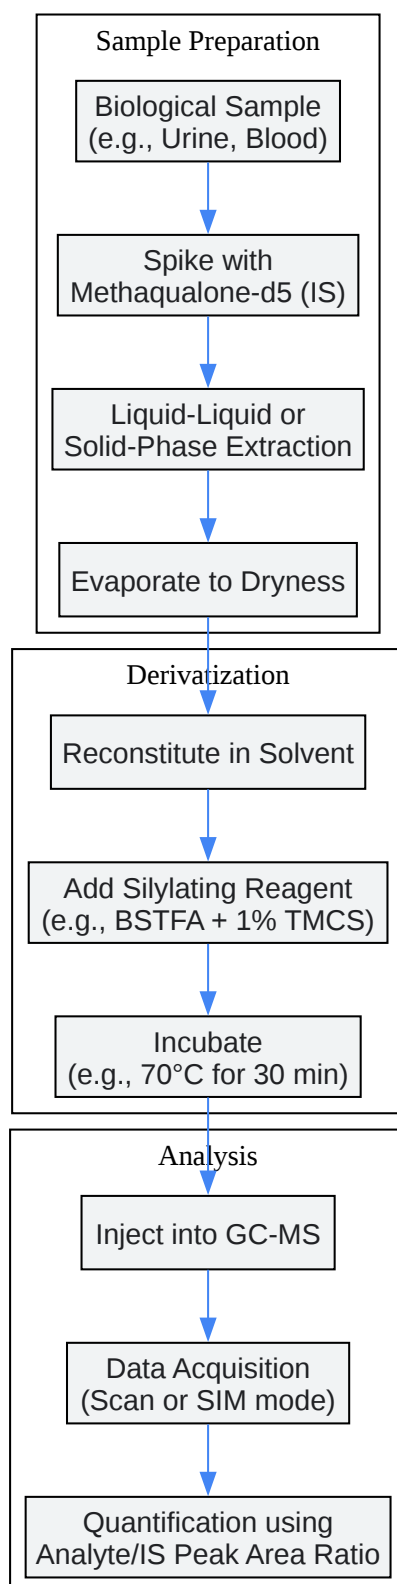 Sample Preparation
Biological Sample
(e.g., Urine, Blood)
Spike with
Methaqualone-d5 (IS)
Liquid-Liquid or
Solid-Phase Extraction
Evaporate to Dryness
Derivatization
Reconstitute in Solvent
Add Silylating Reagent
(e.g., BSTFA + 1% TMCS)
Incubate
(e.g., 70°C for 30 min)
Analysis
Inject into GC-MS
Data Acquisition
(Scan or SIM mode)
Quantification using
Analyte/IS Peak Area Ratio